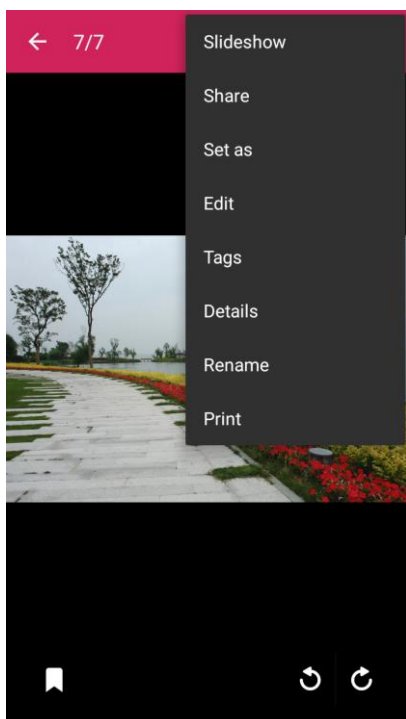 7/7
Slideshow
Share
Set as
Edit
Tags
Details
Rename
Print